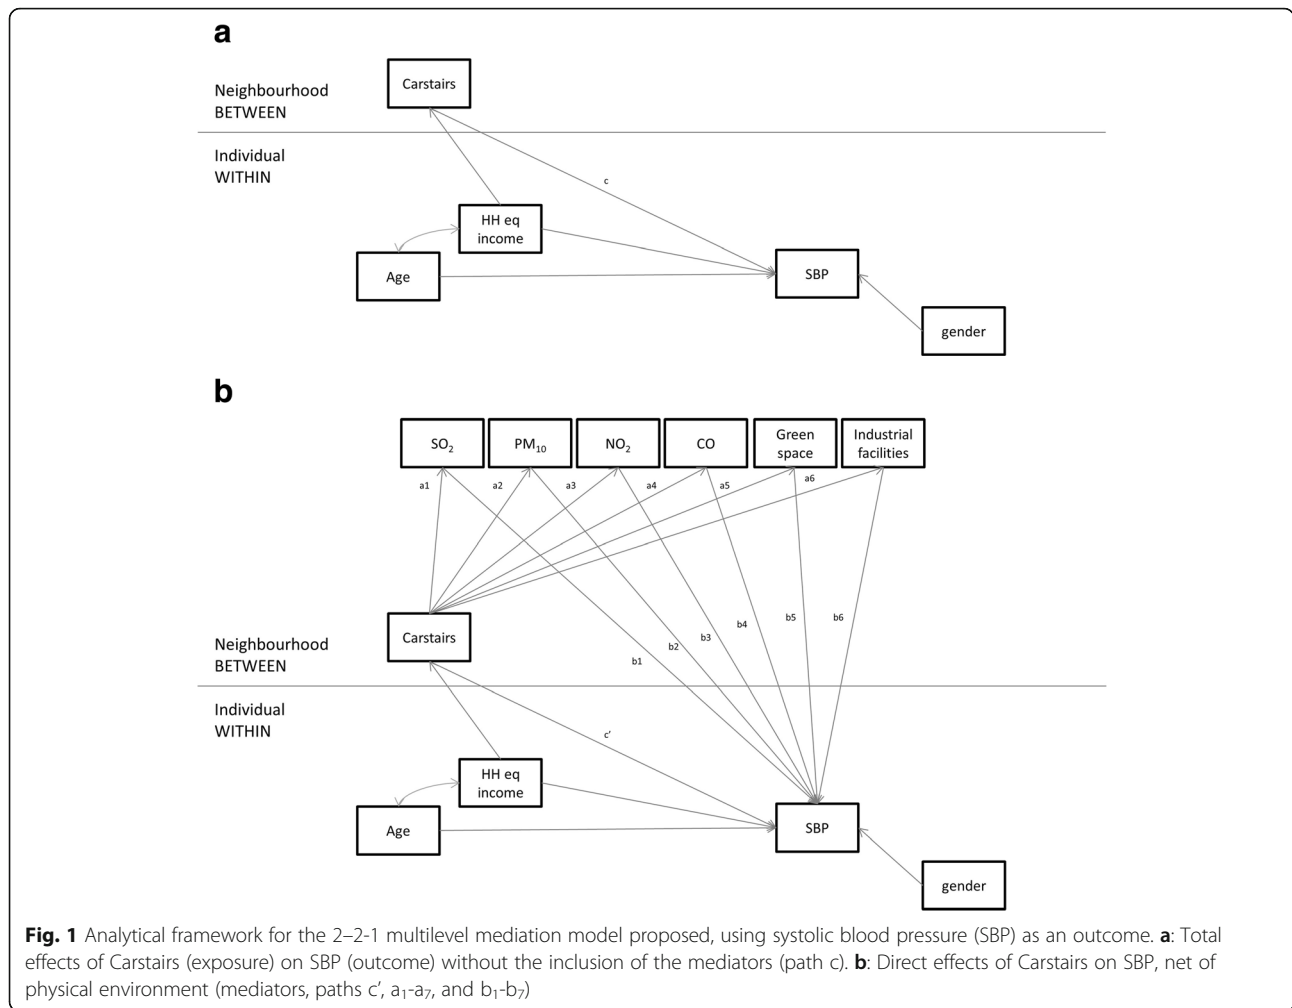 a
Carstairs
Neighbourhood
BETWEEN
Individual
WITHIN
c
HH eq
income
Age
SBP
gender
b
SO₂
PM₁₀
NO₂
CO
Green
space
Industrial
facilities
a1
a2
a3
a4
a5
a6
Carstairs
Neighbourhood
BETWEEN
b1
b2
b3
b4
b5
b6
Individual
WITHIN
c'
HH eq
income
Age
SBP
gender
Fig. 1 Analytical framework for the 2–2-1 multilevel mediation model proposed, using systolic blood pressure (SBP) as an outcome. a: Total
effects of Carstairs (exposure) on SBP (outcome) without the inclusion of the mediators (path c). b: Direct effects of Carstairs on SBP, net of
physical environment (mediators, paths c', a₁-a₇, and b₁-b₇)